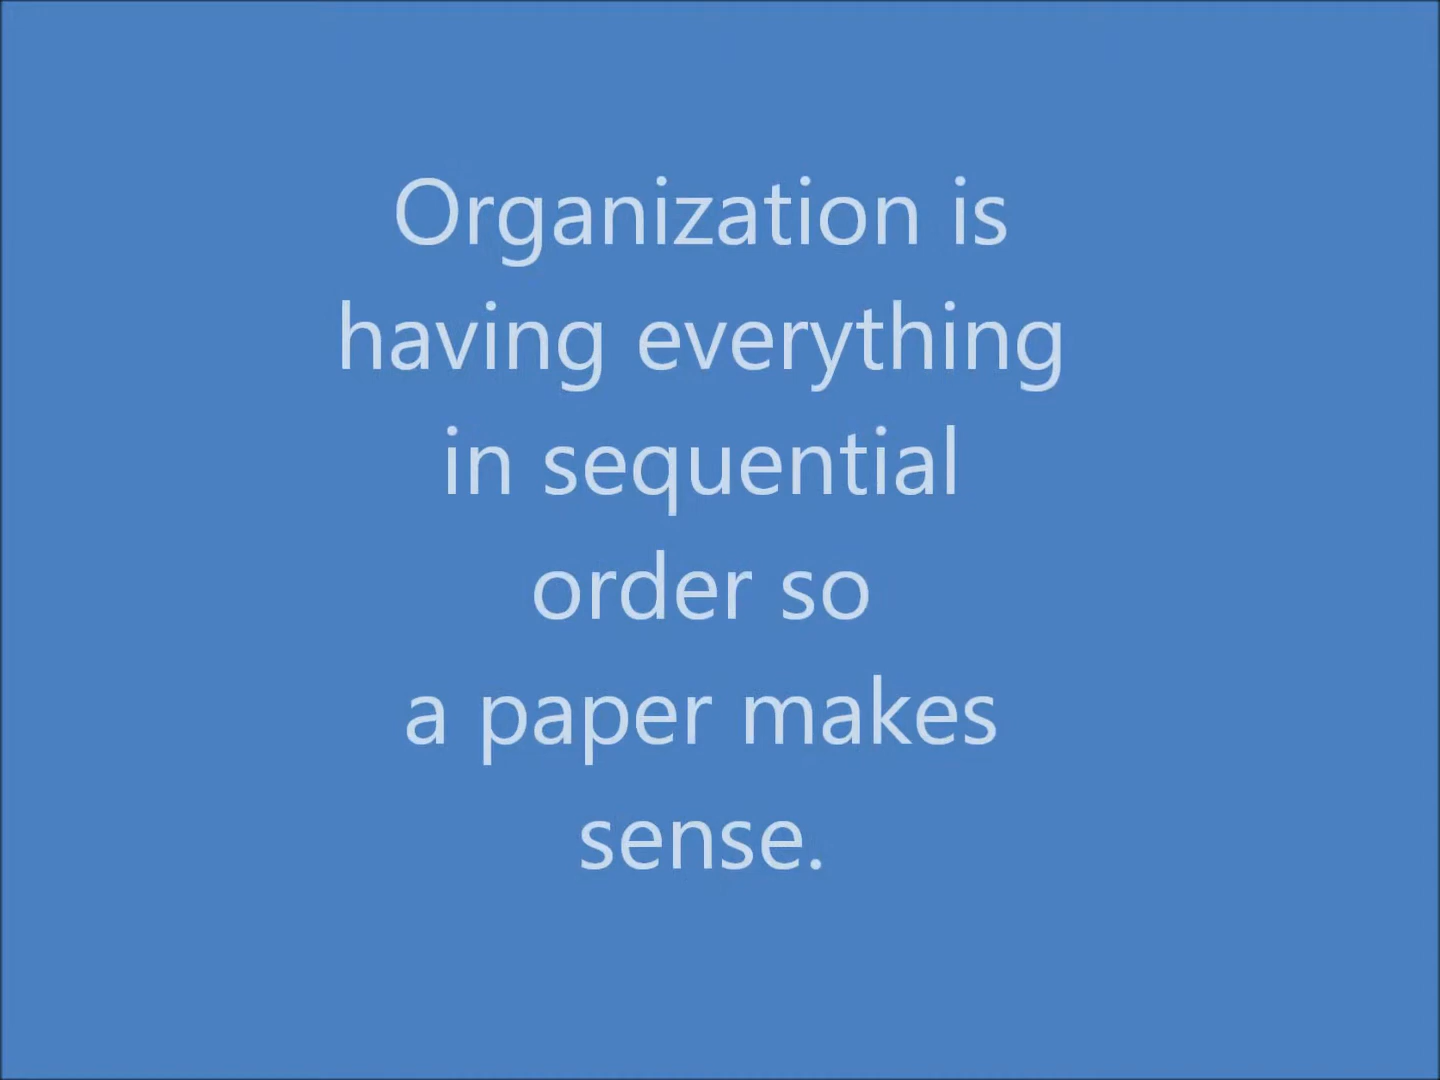 Organization is
having everything
in sequential
order so
a paper makes
sense.